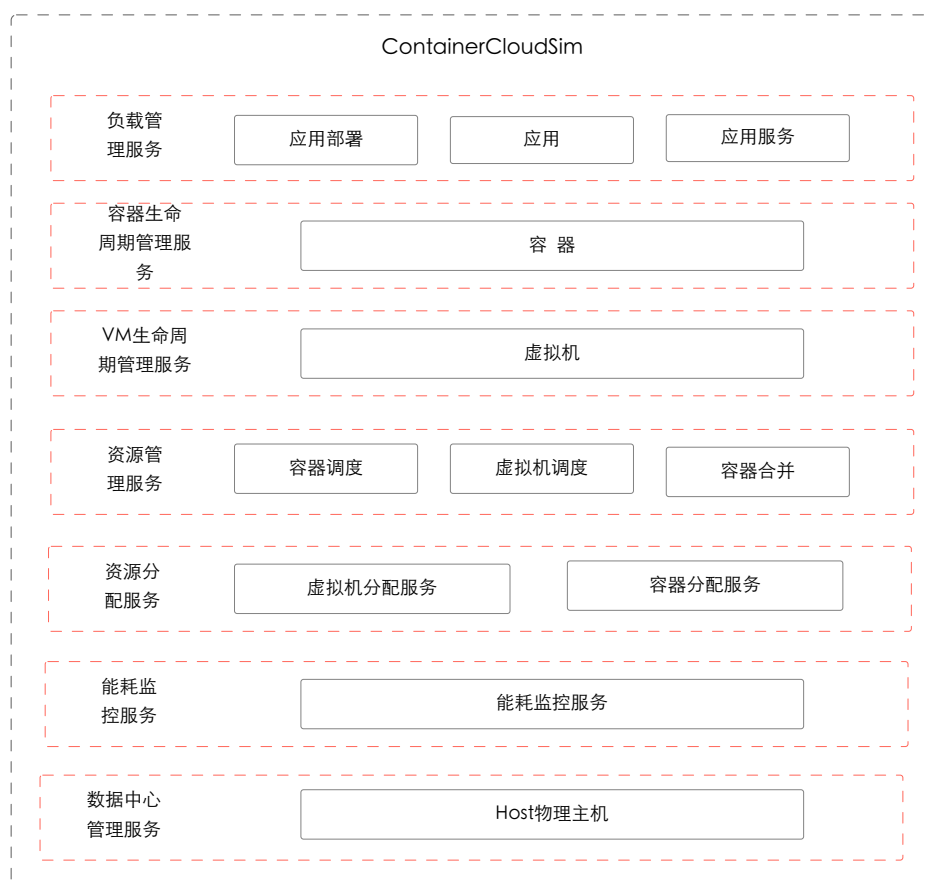 ContainerCloudSim
负载管
理服务
应用部署
应用
应用服务
容器生命
周期管理服
务
容 器
VM生命周
期管理服务
虚拟机
资源管
理服务
容器调度
虚拟机调度
容器合并
资源分
配服务
虚拟机分配服务
容器分配服务
能耗监
控服务
能耗监控服务
数据中心
管理服务
Host物理主机